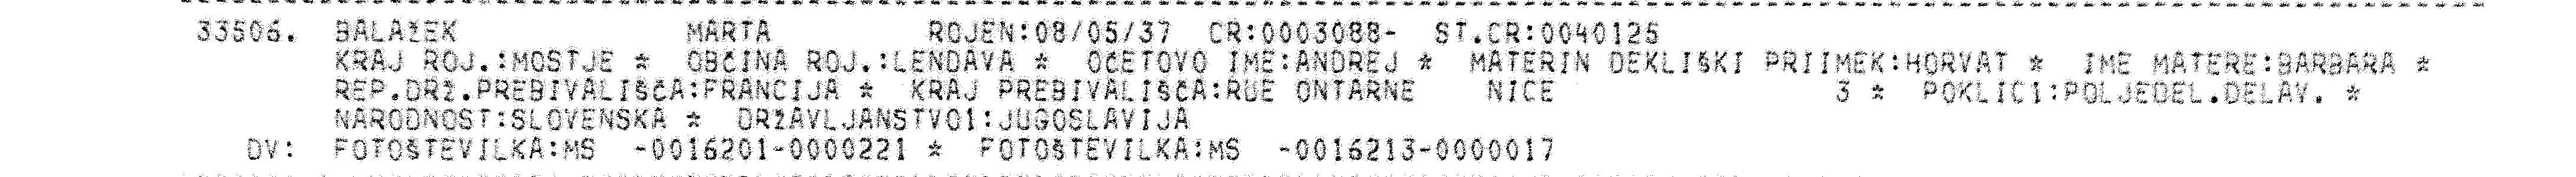 33506. BALAŽEK MARTA ROJEN:08/05/37 CR:0003088- ST.CR:0040125
KRAJ ROJ.:MOSTJE * OBČINA ROJ.:LENDAVA * OČETOVO IME:ANDREJ * MATERIN DEKLIŠKI PRIIMEK:HORVAT * IME MATERE:BARBARA *
REP.DRŽ.PREBIVALIŠČA:FRANCIJA * KRAJ PREBIVALIŠČA:RUE ONTARNE NICE 3 * POKLIC1:POLJEDEL.DELAV. *
NARODNOST:SLOVENSKA * DRŽAVLJANSTVO1:JUGOSLAVIJA
DV: FOTOŠTEVILKA:MS -0016201-0000221 * FOTOŠTEVILKA:MS -0016213-0000017